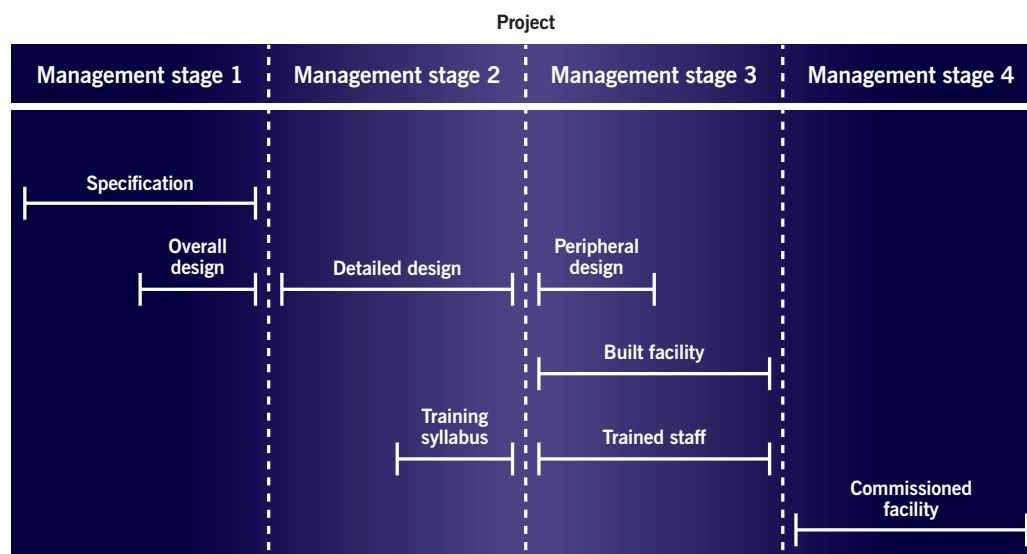 Project
Management stage 1
Management stage 2
Management stage 3
Management stage 4
Specification
Overall
design
Detailed design
Peripheral
design
Built facility
Training
syllabus
Trained staff
Commissioned
facility